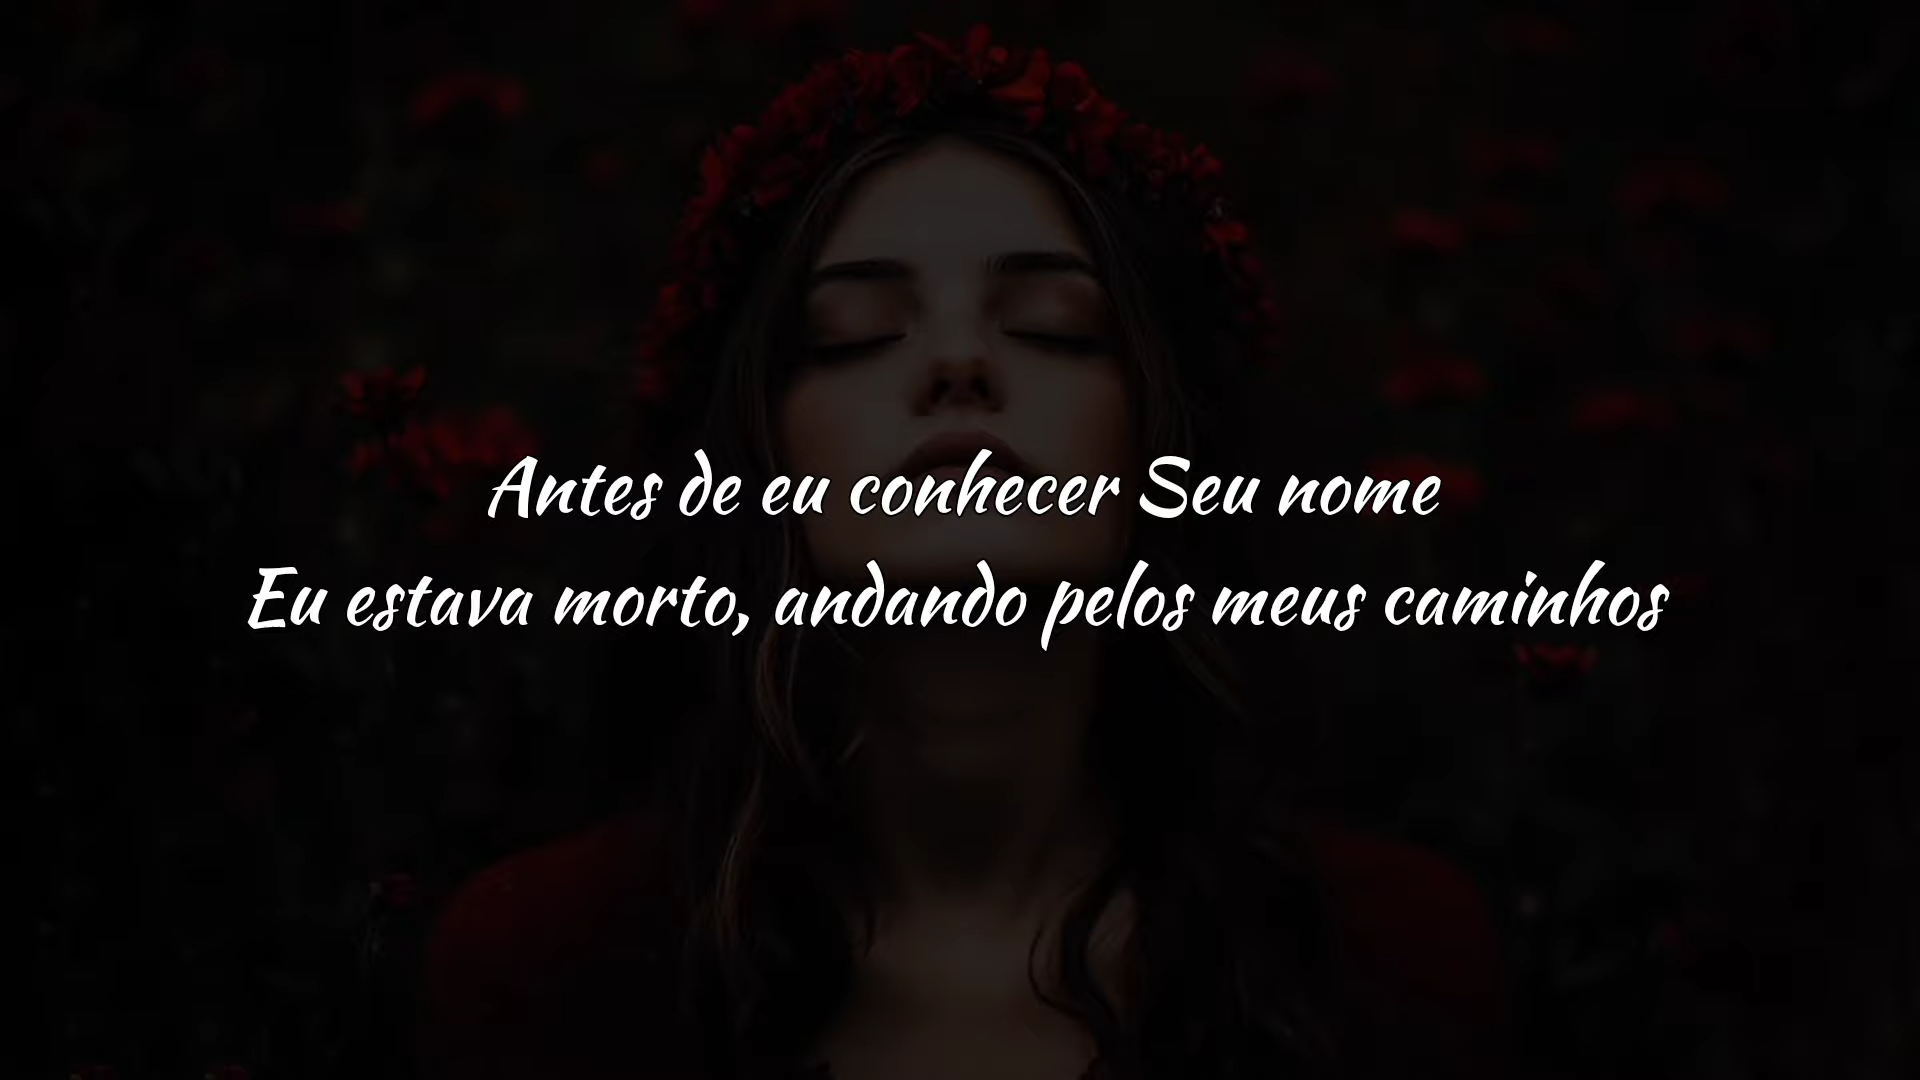 Antes de eu conhecer Seu nome
Eu estava morto, andando pelos meus caminhos